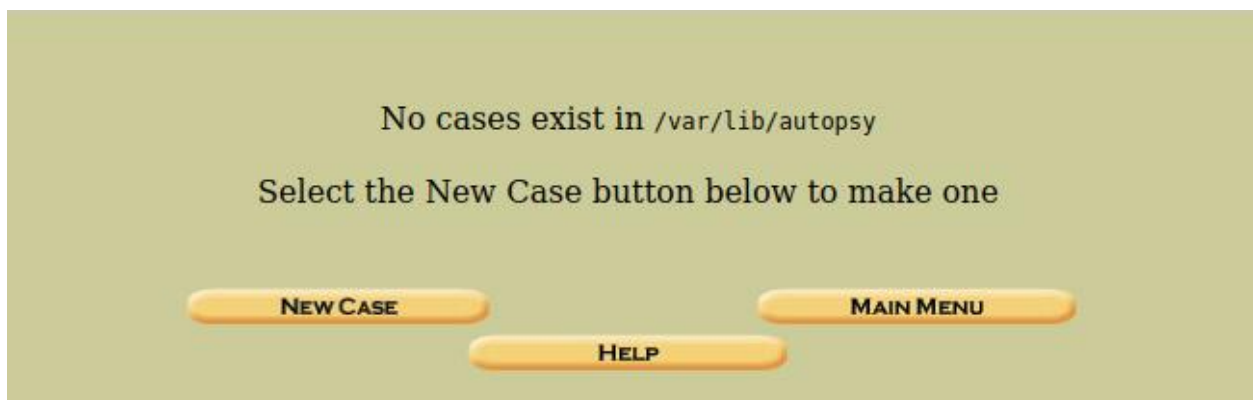 No cases exist in /var/lib/autopsy
Select the New Case button below to make one
NEW CASE
MAIN MENU
HELP